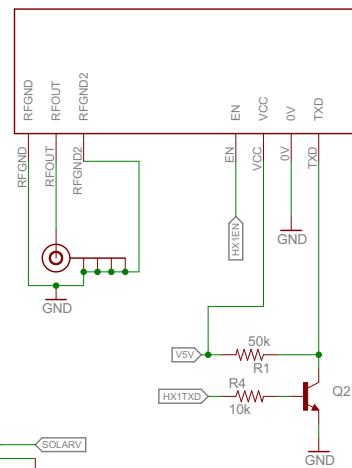 RFGND
RFOUT
RFGND2
EN
VCC
0V
TXD
RFGND
RFOUT
RFGND2
EN
VCC
0V
TXD
HX1EN
GND
GND
50k
V5V
R1
R4
HX1TXD
Q2
10k
SOLARV
GND